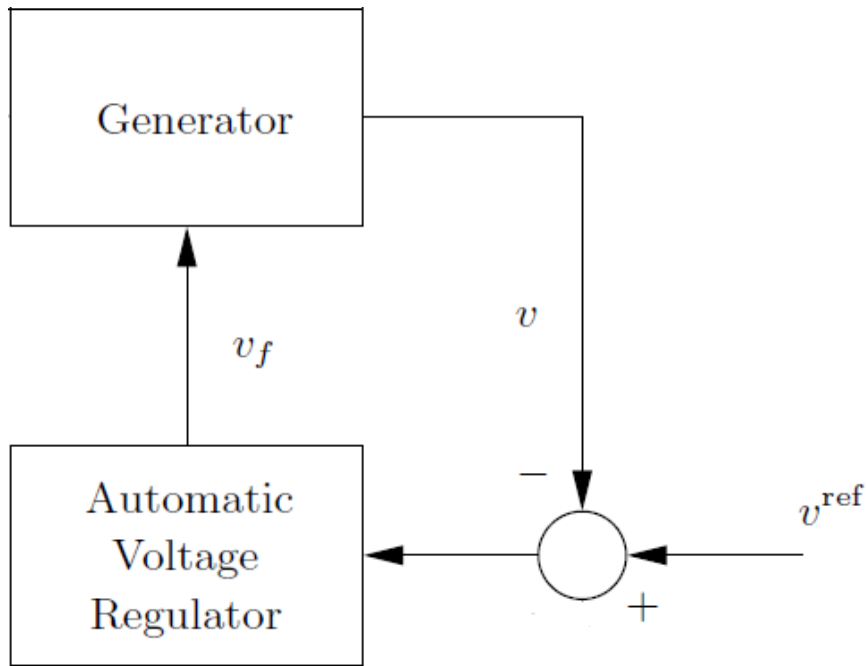 Generator
v
v_f
−
v^ref
Automatic
Voltage
Regulator
+